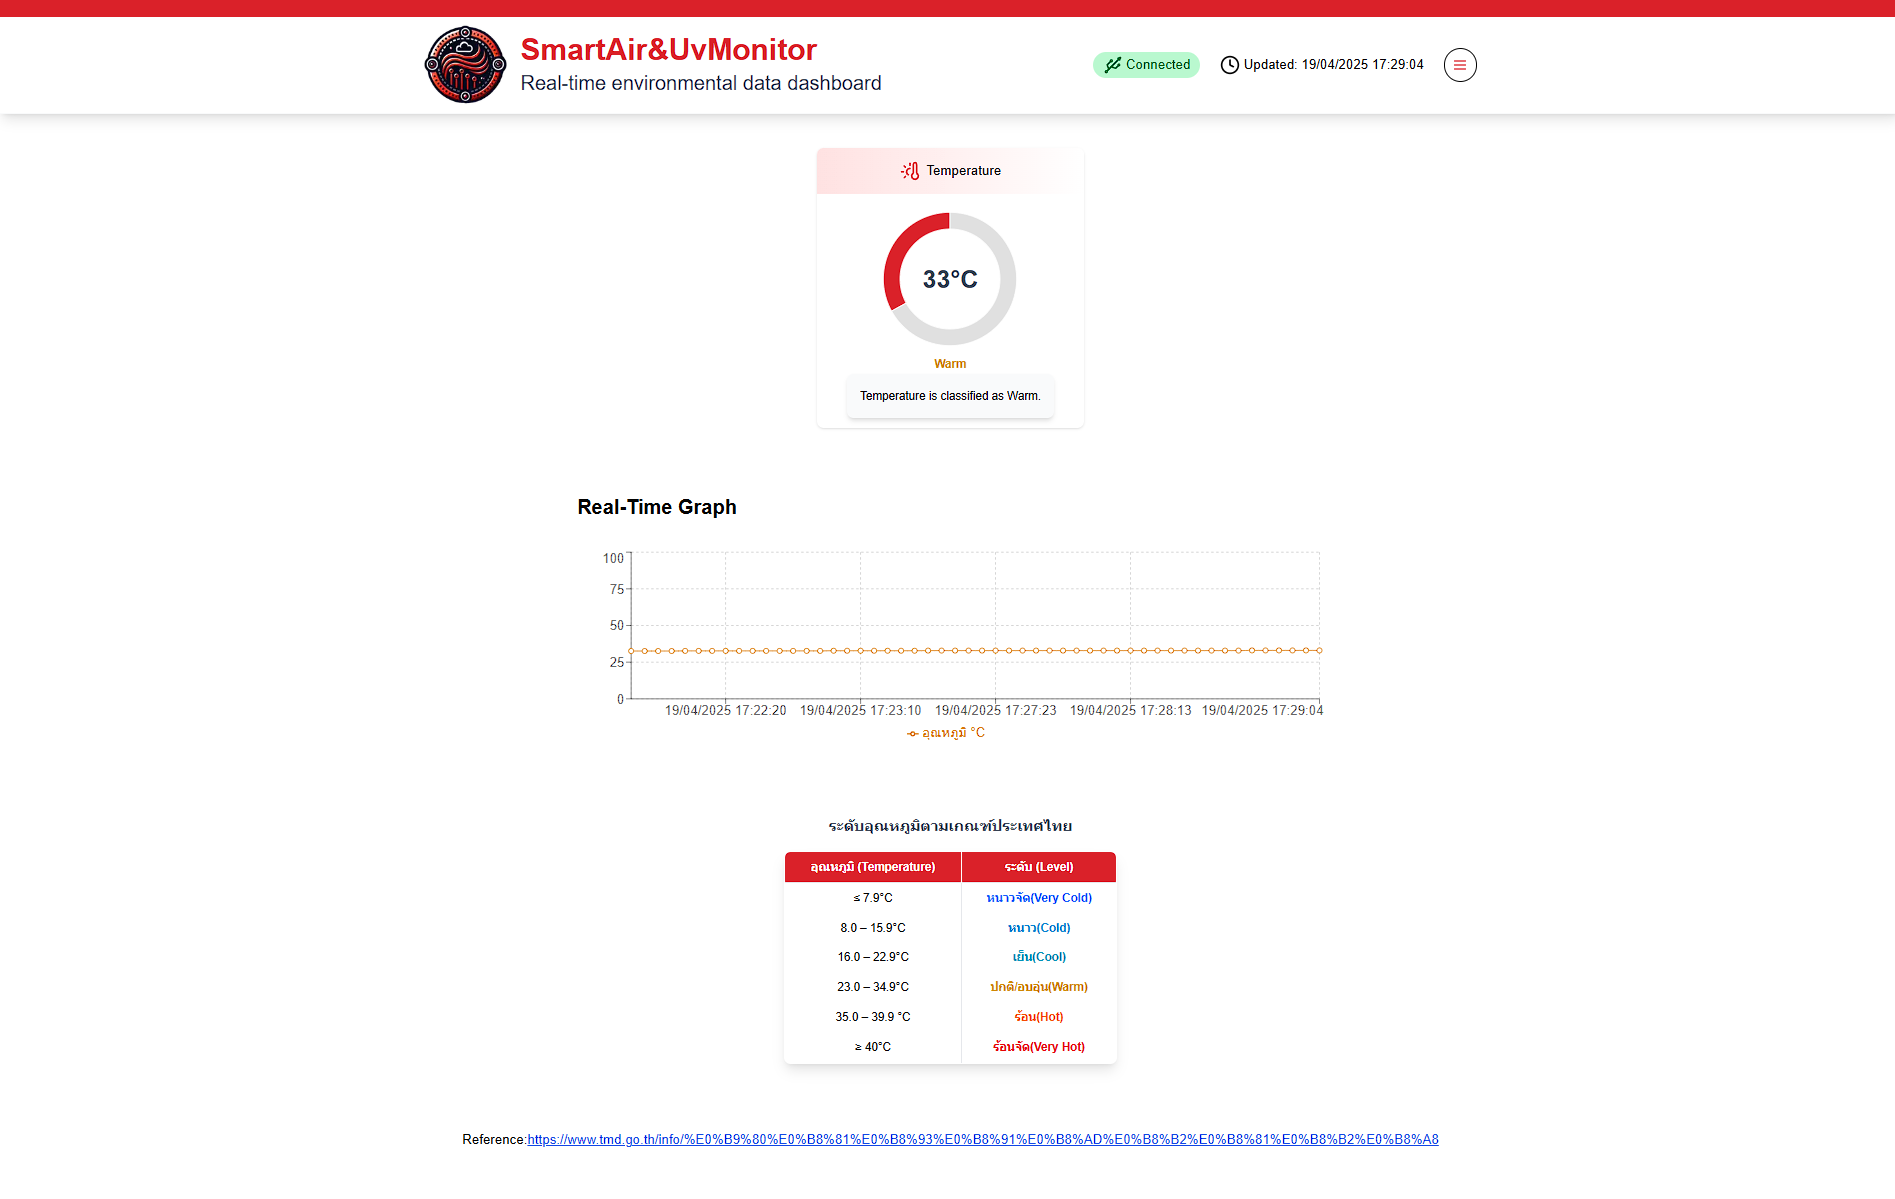 SmartAir&UvMonitor
Real-time environmental data dashboard
Connected
Updated: 19/04/2025 17:29:04
Temperature
33°C
Warm
Temperature is classified as Warm.
Real-Time Graph
100
75
50
25
0
19/04/2025 17:22:20 19/04/2025 17:23:10 19/04/2025 17:27:23 19/04/2025 17:28:13 19/04/2025 17:29:04
อุณหภูมิ °C
ระดับอุณหภูมิตามเกณฑ์ประเทศไทย
อุณหภูมิ (Temperature) ระดับ (Level)
≤ 7.9°C หนาวจัด(Very Cold)
8.0 – 15.9°C หนาว(Cold)
16.0 – 22.9°C เย็น(Cool)
23.0 – 34.9°C ปกติ/อบอุ่น(Warm)
35.0 – 39.9 °C ร้อน(Hot)
≥ 40°C ร้อนจัด(Very Hot)
Reference:https://www.tmd.go.th/info/%E0%B9%80%E0%B8%81%E0%B8%93%E0%B8%91%E0%B8%AD%E0%B8%B2%E0%B8%81%E0%B8%B2%E0%B8%A8